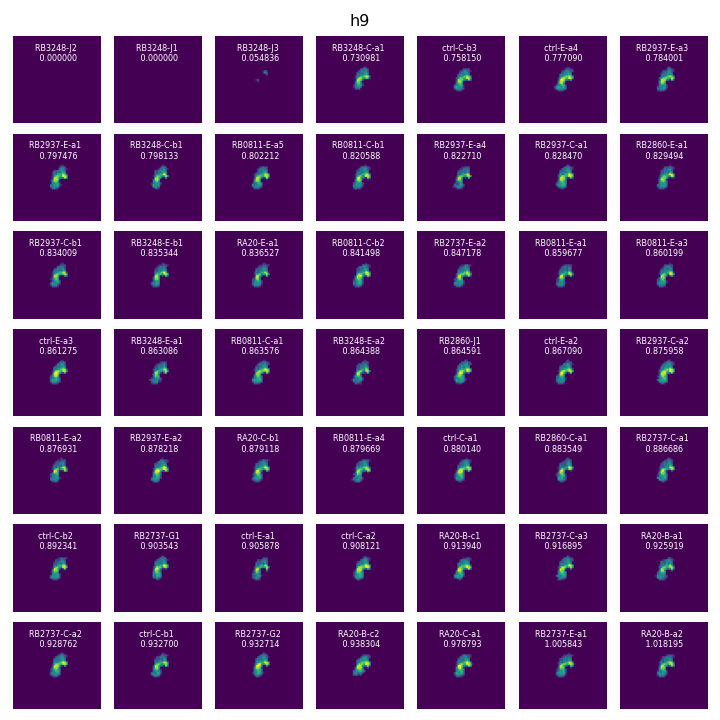 h9
RB3248-J2
0.000000
RB3248-J1
0.000000
RB3248-J3
0.054836
RB3248-C-a1
0.730981
ctrl-C-b3
0.758150
ctrl-E-a4
0.777090
RB2937-E-a3
0.784001
RB2937-E-a1
0.797476
RB3248-C-b1
0.798133
RB0811-E-a5
0.802212
RB0811-C-b1
0.820588
RB2937-E-a4
0.822710
RB2937-C-a1
0.828470
RB2860-E-a1
0.829494
RB2937-C-b1
0.834009
RB3248-E-b1
0.835344
RA20-E-a1
0.836527
RB0811-C-b2
0.841498
RB2737-E-a2
0.847178
RB0811-E-a1
0.859677
RB0811-E-a3
0.860199
ctrl-E-a3
0.861275
RB3248-E-a1
0.863086
RB0811-C-a1
0.863576
RB3248-E-a2
0.864388
RB2860-J1
0.864591
ctrl-E-a2
0.867090
RB2937-C-a2
0.875958
RB0811-E-a2
0.876931
RB2937-E-a2
0.878218
RA20-C-b1
0.879118
RB0811-E-a4
0.879669
ctrl-C-a1
0.880140
RB2860-C-a1
0.883549
RB2737-C-a1
0.886686
ctrl-C-b2
0.892341
RB2737-G1
0.903543
ctrl-E-a1
0.905878
ctrl-C-a2
0.908121
RA20-B-c1
0.913940
RB2737-C-a3
0.916895
RA20-B-a1
0.925919
RB2737-C-a2
0.928762
ctrl-C-b1
0.932700
RB2737-G2
0.932714
RA20-B-c2
0.938304
RA20-C-a1
0.978793
RB2737-E-a1
1.005843
RA20-B-a2
1.018195